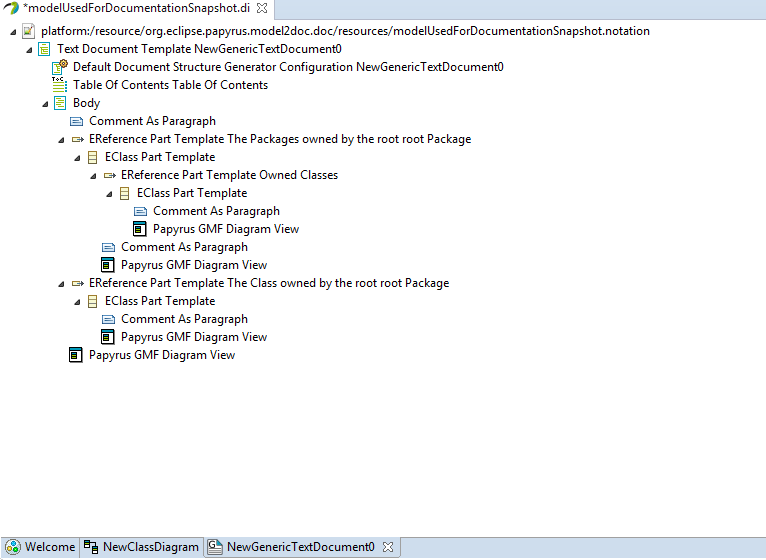 *modelUsedForDocumentationSnapshot.di
platform:/resource/org.eclipse.papyrus.model2doc.doc/resources/modelUsedForDocumentationSnapshot.notation
Text Document Template NewGenericTextDocument0
Default Document Structure Generator Configuration NewGenericTextDocument0
ToC Table Of Contents Table Of Contents
Body
Comment As Paragraph
EReference Part Template The Packages owned by the root root Package
EClass Part Template
EReference Part Template Owned Classes
EClass Part Template
Comment As Paragraph
Papyrus GMF Diagram View
Comment As Paragraph
Papyrus GMF Diagram View
EReference Part Template The Class owned by the root root Package
EClass Part Template
Comment As Paragraph
Papyrus GMF Diagram View
Papyrus GMF Diagram View
Welcome NewClassDiagram NewGenericTextDocument0